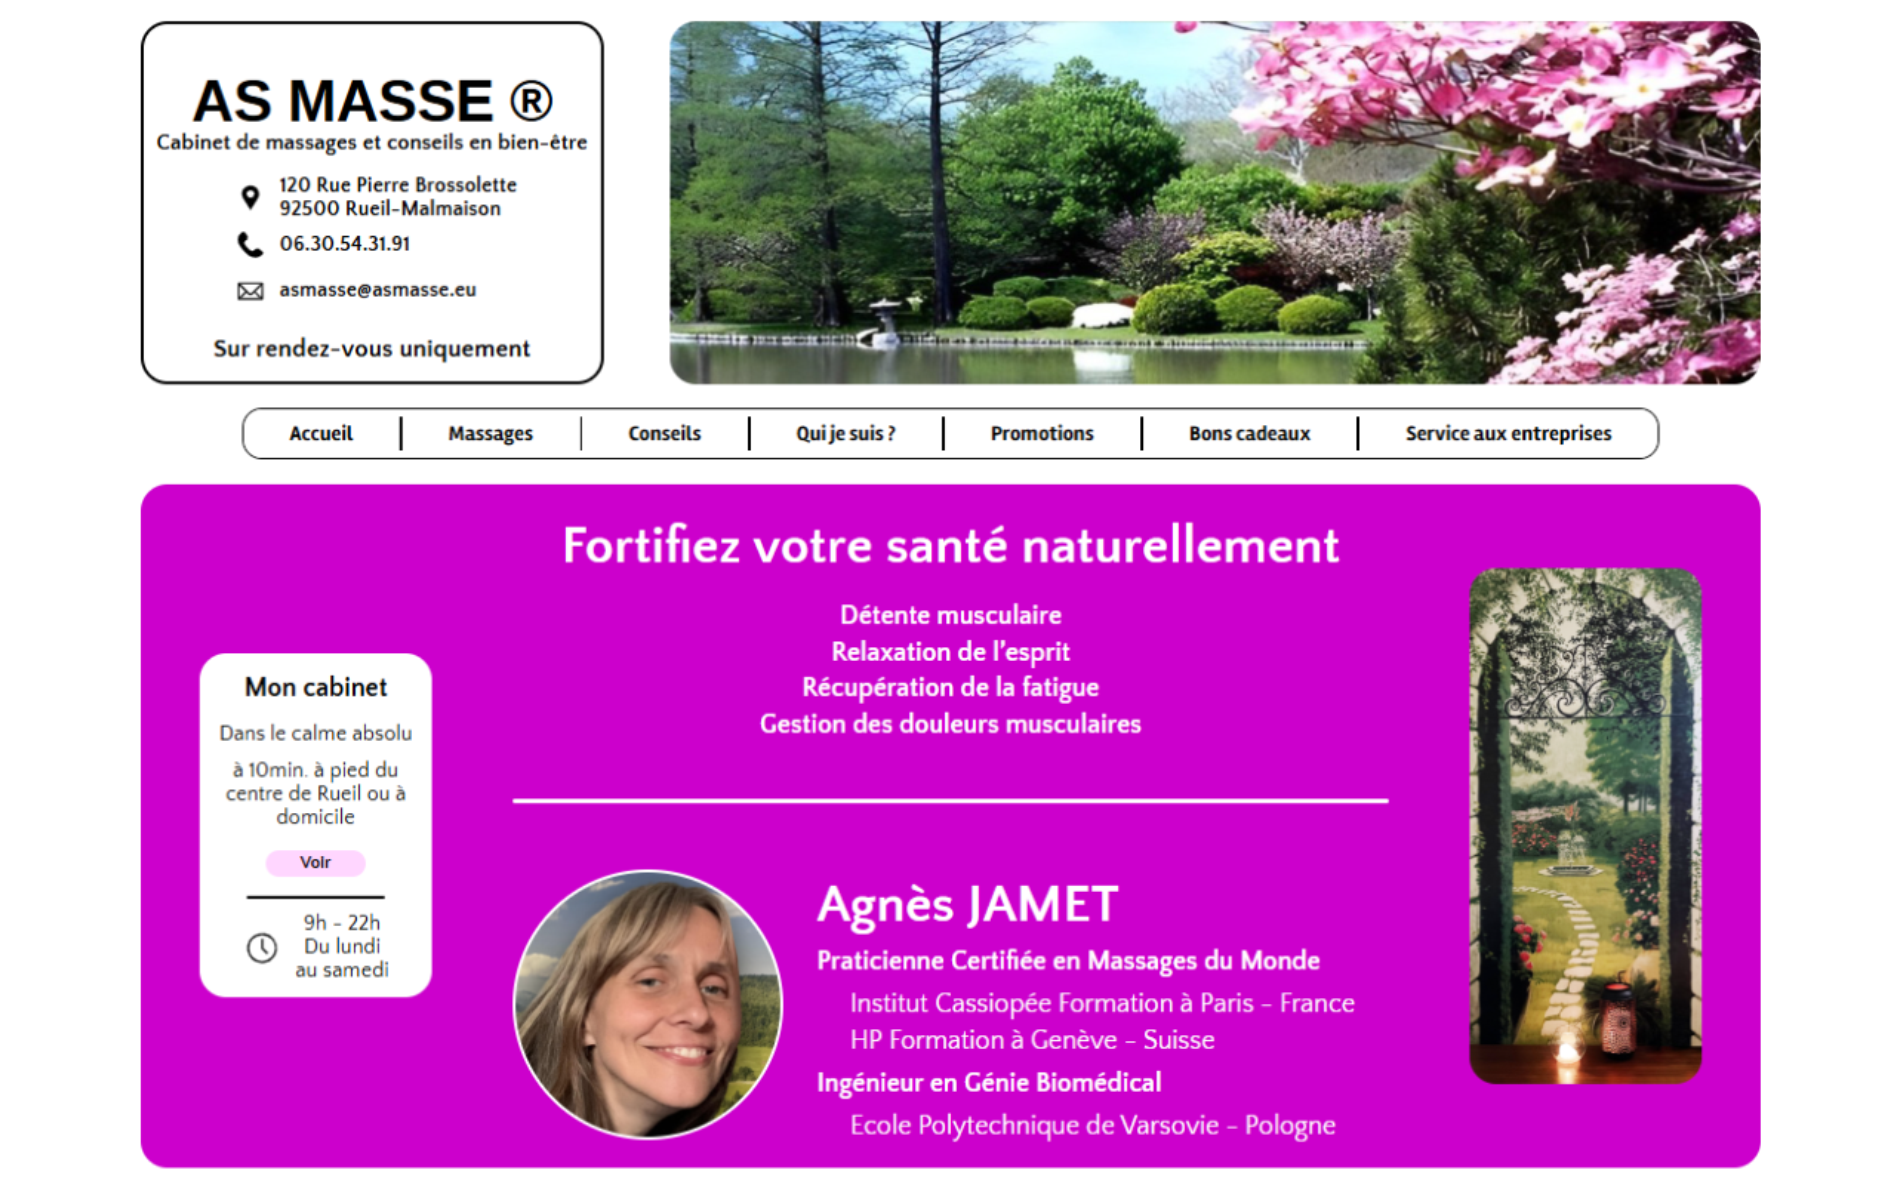 AS MASSE ®
Cabinet de massages et conseils en bien-être
120 Rue Pierre Brossolette
92500 Rueil-Malmaison
06.30.54.31.91
asmasse@asmasse.eu
Sur rendez-vous uniquement
Accueil
Massages
Conseils
Qui je suis ?
Promotions
Bons cadeaux
Service aux entreprises
Fortifiez votre santé naturellement
Détente musculaire
Relaxation de l'esprit
Récupération de la fatigue
Gestion des douleurs musculaires
Mon cabinet
Dans le calme absolu
à 10min. à pied du
centre de Rueil ou à
domicile
Voir
9h - 22h
Du lundi
au samedi
Agnès JAMET
Praticienne Certifiée en Massages du Monde
Institut Cassiopée Formation à Paris - France
HP Formation à Genève - Suisse
Ingénieur en Génie Biomédical
Ecole Polytechnique de Varsovie - Pologne